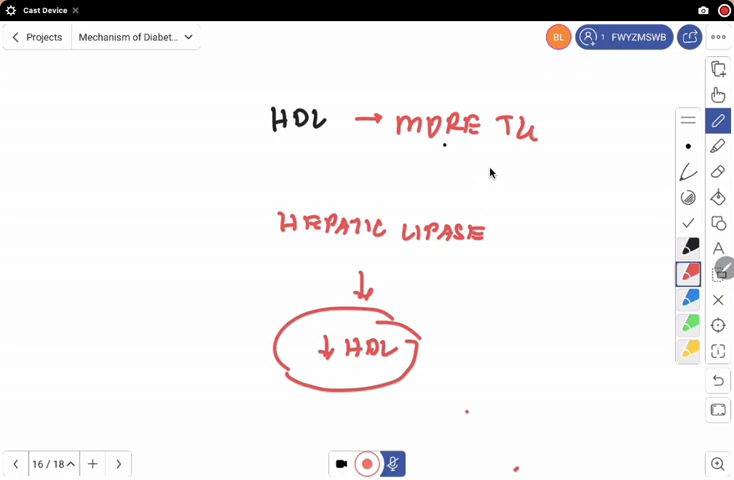 Cast Device
Projects
Mechanism of Diabet...
BL
1
FWYZMSWB
HDL → MORE TG
HEPATIC LIPASE
↓
↓ HDL
A
16 / 18